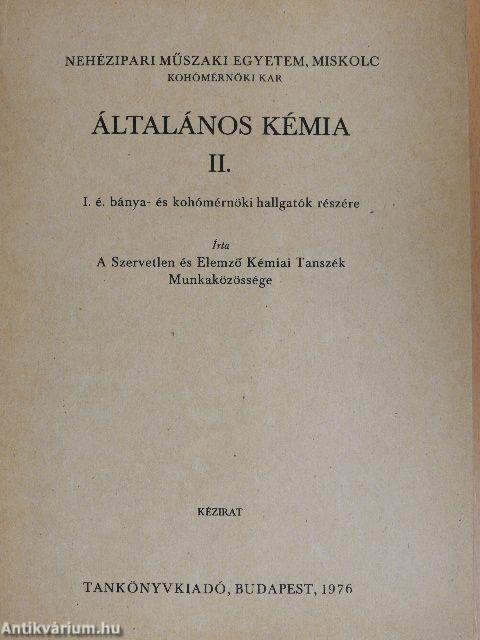 NEHÉZIPARI MŰSZAKI EGYETEM, MISKOLC
KOHÓMÉRNÖKI KAR
ÁLTALÁNOS KÉMIA
II.
I. é. bánya- és kohómérnöki hallgatók részére
Írta
A Szervetlen és Elemző Kémiai Tanszék
Munkaközössége
KÉZIRAT
TANKÖNYVKIADÓ, BUDAPEST, 1976
Antikvárium.hu